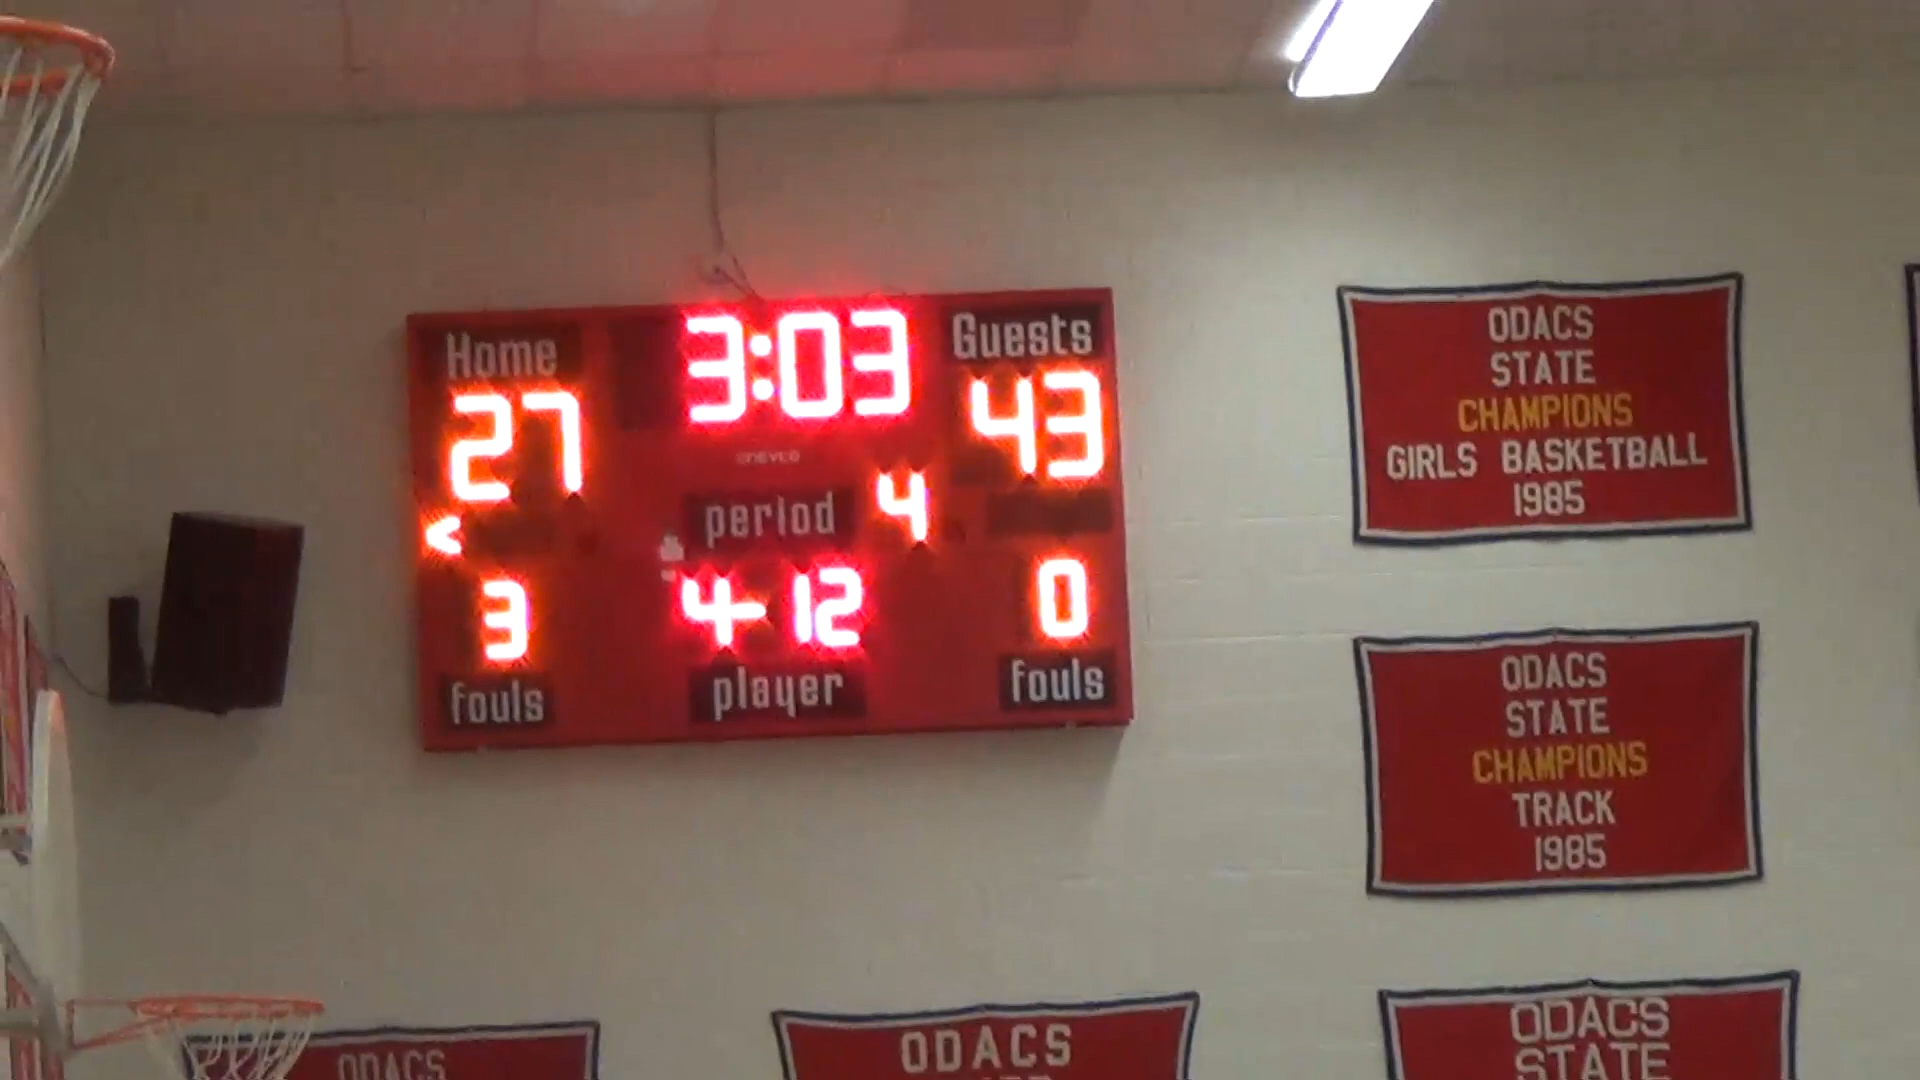 Home 3:03 Guests
27 43
NEVCO
period 4
<
3 4-12 0
fouls player fouls
ODACS
STATE
CHAMPIONS
GIRLS BASKETBALL
1985
ODACS
STATE
CHAMPIONS
TRACK
1985
ODACS
ODACS
ODACS
STATE